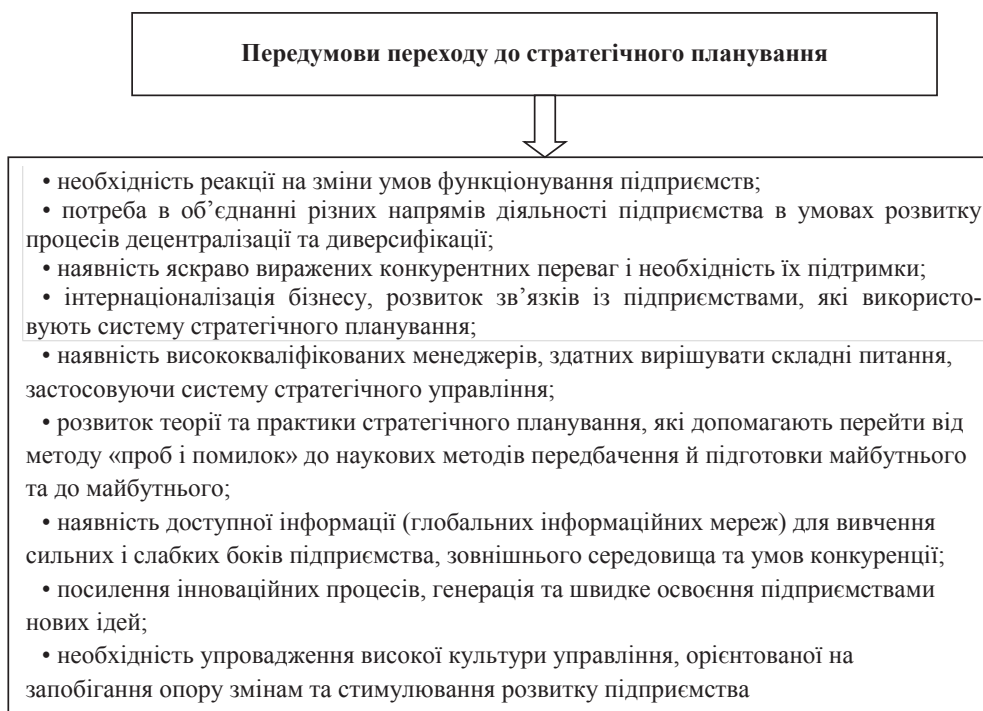 Передумови переходу до стратегічного планування
• необхідність реакції на зміни умов функціонування підприємств;
• потреба в об’єднанні різних напрямів діяльності підприємства в умовах розвитку
процесів децентралізації та диверсифікації;
• наявність яскраво виражених конкурентних переваг і необхідність їх підтримки;
• інтернаціоналізація бізнесу, розвиток зв’язків із підприємствами, які використо-
вують систему стратегічного планування;
• наявність висококваліфікованих менеджерів, здатних вирішувати складні питання,
застосовуючи систему стратегічного управління;
• розвиток теорії та практики стратегічного планування, які допомагають перейти від
методу «проб і помилок» до наукових методів передбачення й підготовки майбутнього
та до майбутнього;
• наявність доступної інформації (глобальних інформаційних мереж) для вивчення
сильних і слабких боків підприємства, зовнішнього середовища та умов конкуренції;
• посилення інноваційних процесів, генерація та швидке освоєння підприємствами
нових ідей;
• необхідність упровадження високої культури управління, орієнтованої на
запобігання опору змінам та стимулювання розвитку підприємства